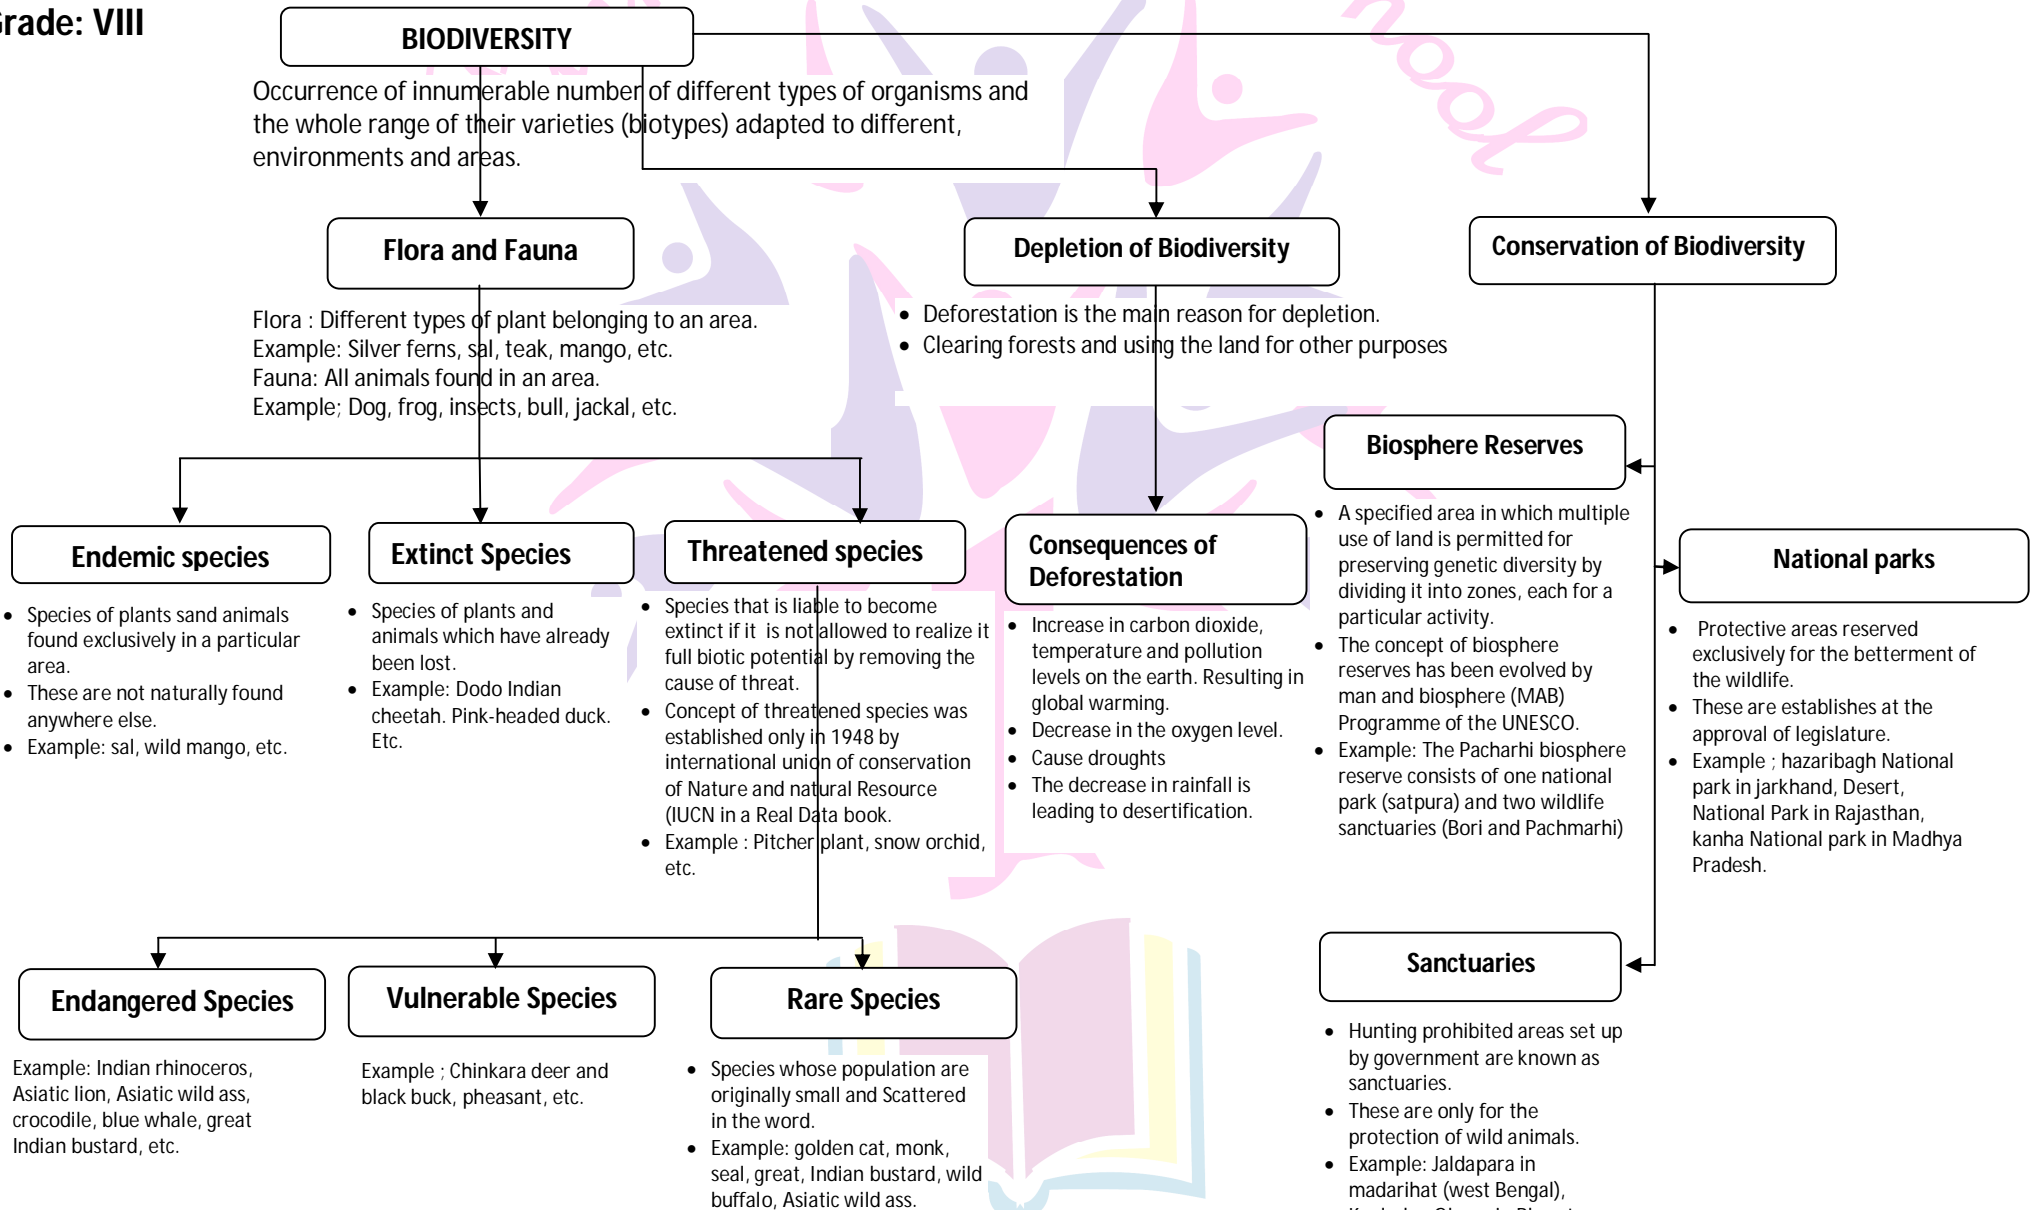 Grade: VIII
BIODIVERSITY
Occurrence of innumerable number of different types of organisms and
the whole range of their varieties (biotypes) adapted to different,
environments and areas.
Flora and Fauna
Flora : Different types of plant belonging to an area.
Example: Silver ferns, sal, teak, mango, etc.
Fauna: All animals found in an area.
Example; Dog, frog, insects, bull, jackal, etc.
Depletion of Biodiversity
• Deforestation is the main reason for depletion.
• Clearing forests and using the land for other purposes
Conservation of Biodiversity
Endemic species
• Species of plants sand animals
found exclusively in a particular
area.
• These are not naturally found
anywhere else.
• Example: sal, wild mango, etc.
Extinct Species
• Species of plants and
animals which have already
been lost.
• Example: Dodo Indian
cheetah. Pink-headed duck.
Etc.
Threatened species
• Species that is liable to become
extinct if it is not allowed to realize it
full biotic potential by removing the
cause of threat.
• Concept of threatened species was
established only in 1948 by
international union of conservation
of Nature and natural Resource
(IUCN in a Real Data book.
• Example : Pitcher plant, snow orchid,
etc.
Consequences of
Deforestation
• Increase in carbon dioxide,
temperature and pollution
levels on the earth. Resulting in
global warming.
• Decrease in the oxygen level.
• Cause droughts
• The decrease in rainfall is
leading to desertification.
Biosphere Reserves
• A specified area in which multiple
use of land is permitted for
preserving genetic diversity by
dividing it into zones, each for a
particular activity.
• The concept of biosphere
reserves has been evolved by
man and biosphere (MAB)
Programme of the UNESCO.
• Example: The Pacharhi biosphere
reserve consists of one national
park (satpura) and two wildlife
sanctuaries (Bori and Pachmarhi)
National parks
• Protective areas reserved
exclusively for the betterment of
the wildlife.
• These are establishes at the
approval of legislature.
• Example ; hazaribagh National
park in jarkhand, Desert,
National Park in Rajasthan,
kanha National park in Madhya
Pradesh.
Endangered Species
Example: Indian rhinoceros,
Asiatic lion, Asiatic wild ass,
crocodile, blue whale, great
Indian bustard, etc.
Vulnerable Species
Example ; Chinkara deer and
black buck, pheasant, etc.
Rare Species
• Species whose population are
originally small and Scattered
in the word.
• Example: golden cat, monk,
seal, great, Indian bustard, wild
buffalo, Asiatic wild ass.
Sanctuaries
• Hunting prohibited areas set up
by government are known as
sanctuaries.
• These are only for the
protection of wild animals.
• Example: Jaldapara in
madarihat (west Bengal),